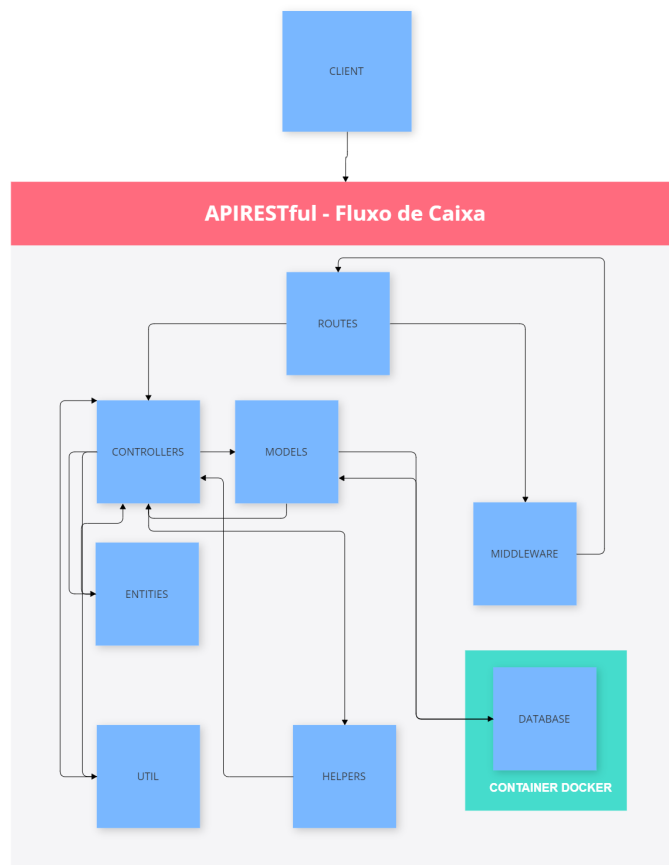 CLIENT
APIRESTful - Fluxo de Caixa
ROUTES
CONTROLLERS
MODELS
MIDDLEWARE
ENTITIES
DATABASE
UTIL
HELPERS
CONTAINER DOCKER